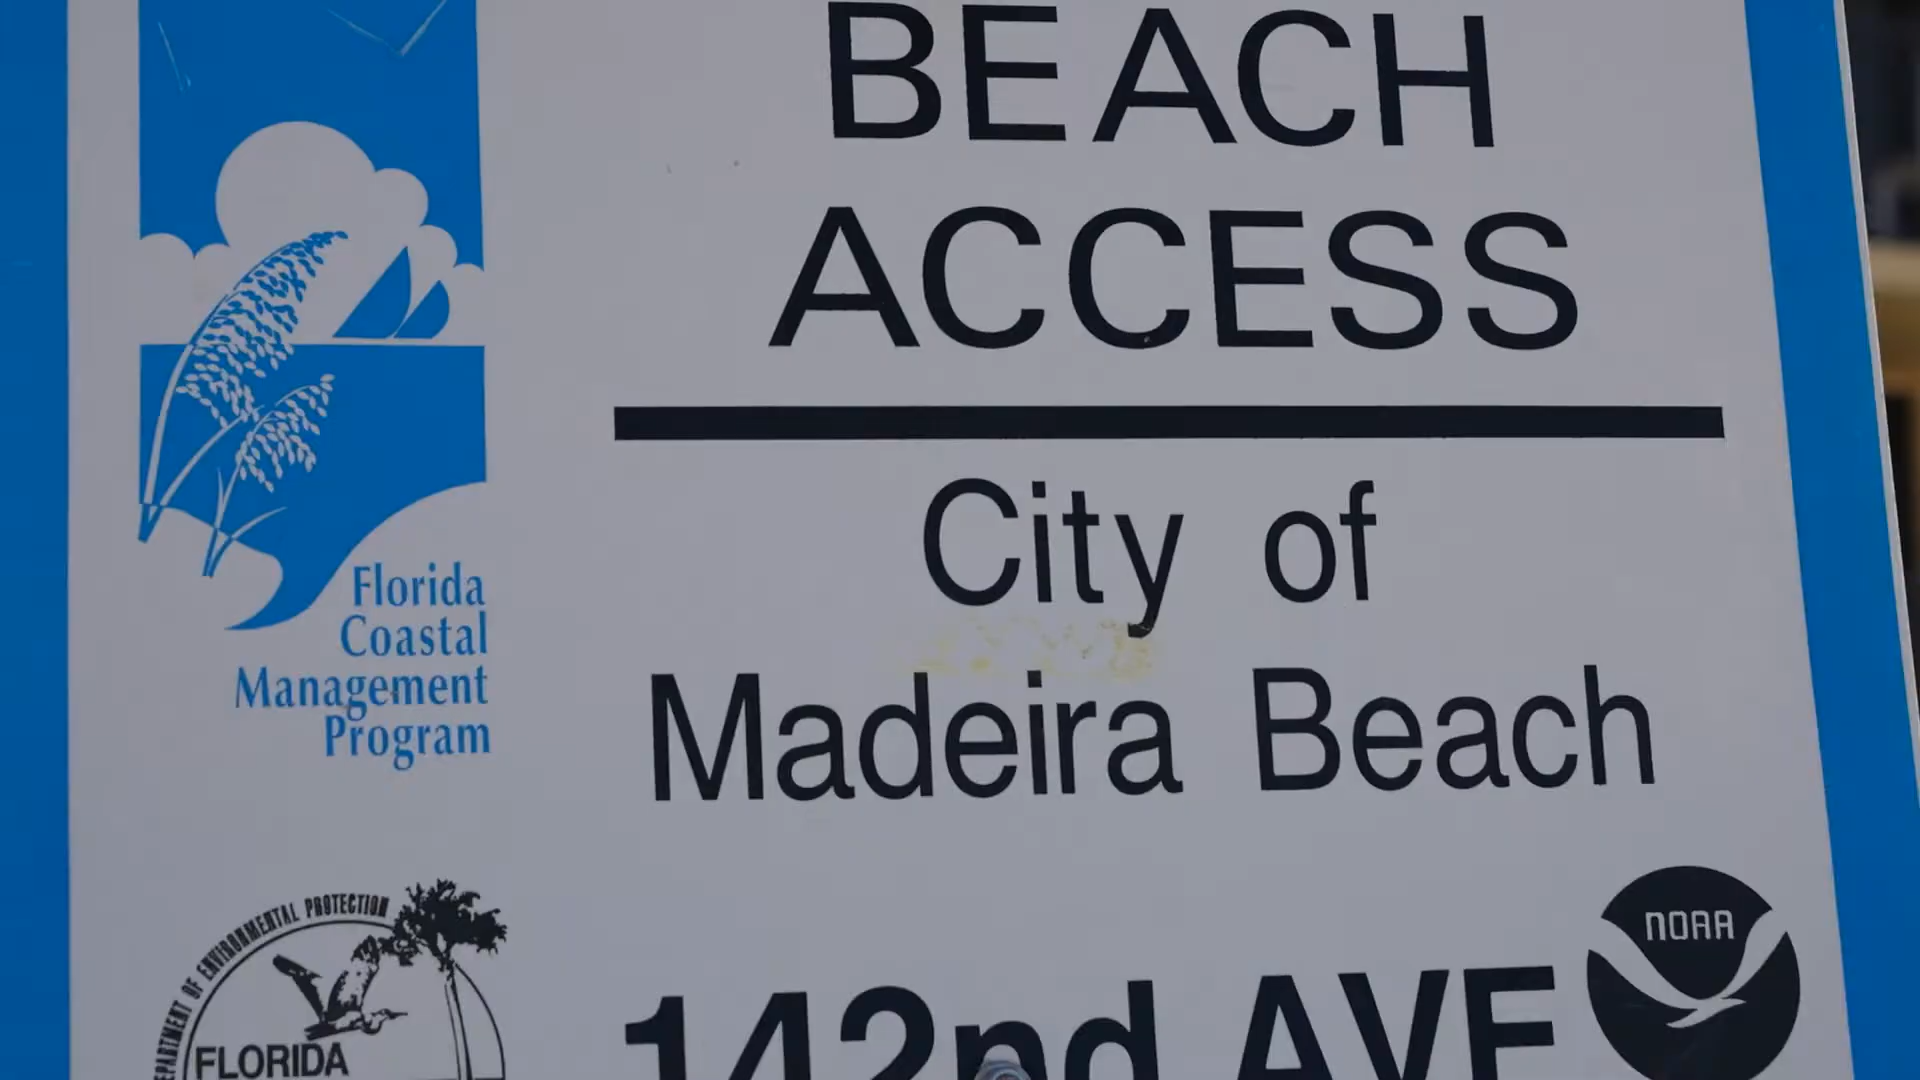 BEACH
ACCESS
City of
Madeira Beach
142nd AVE
Florida
Coastal
Management
Program
DEPARTMENT OF ENVIRONMENTAL PROTECTION
FLORIDA
NOAA